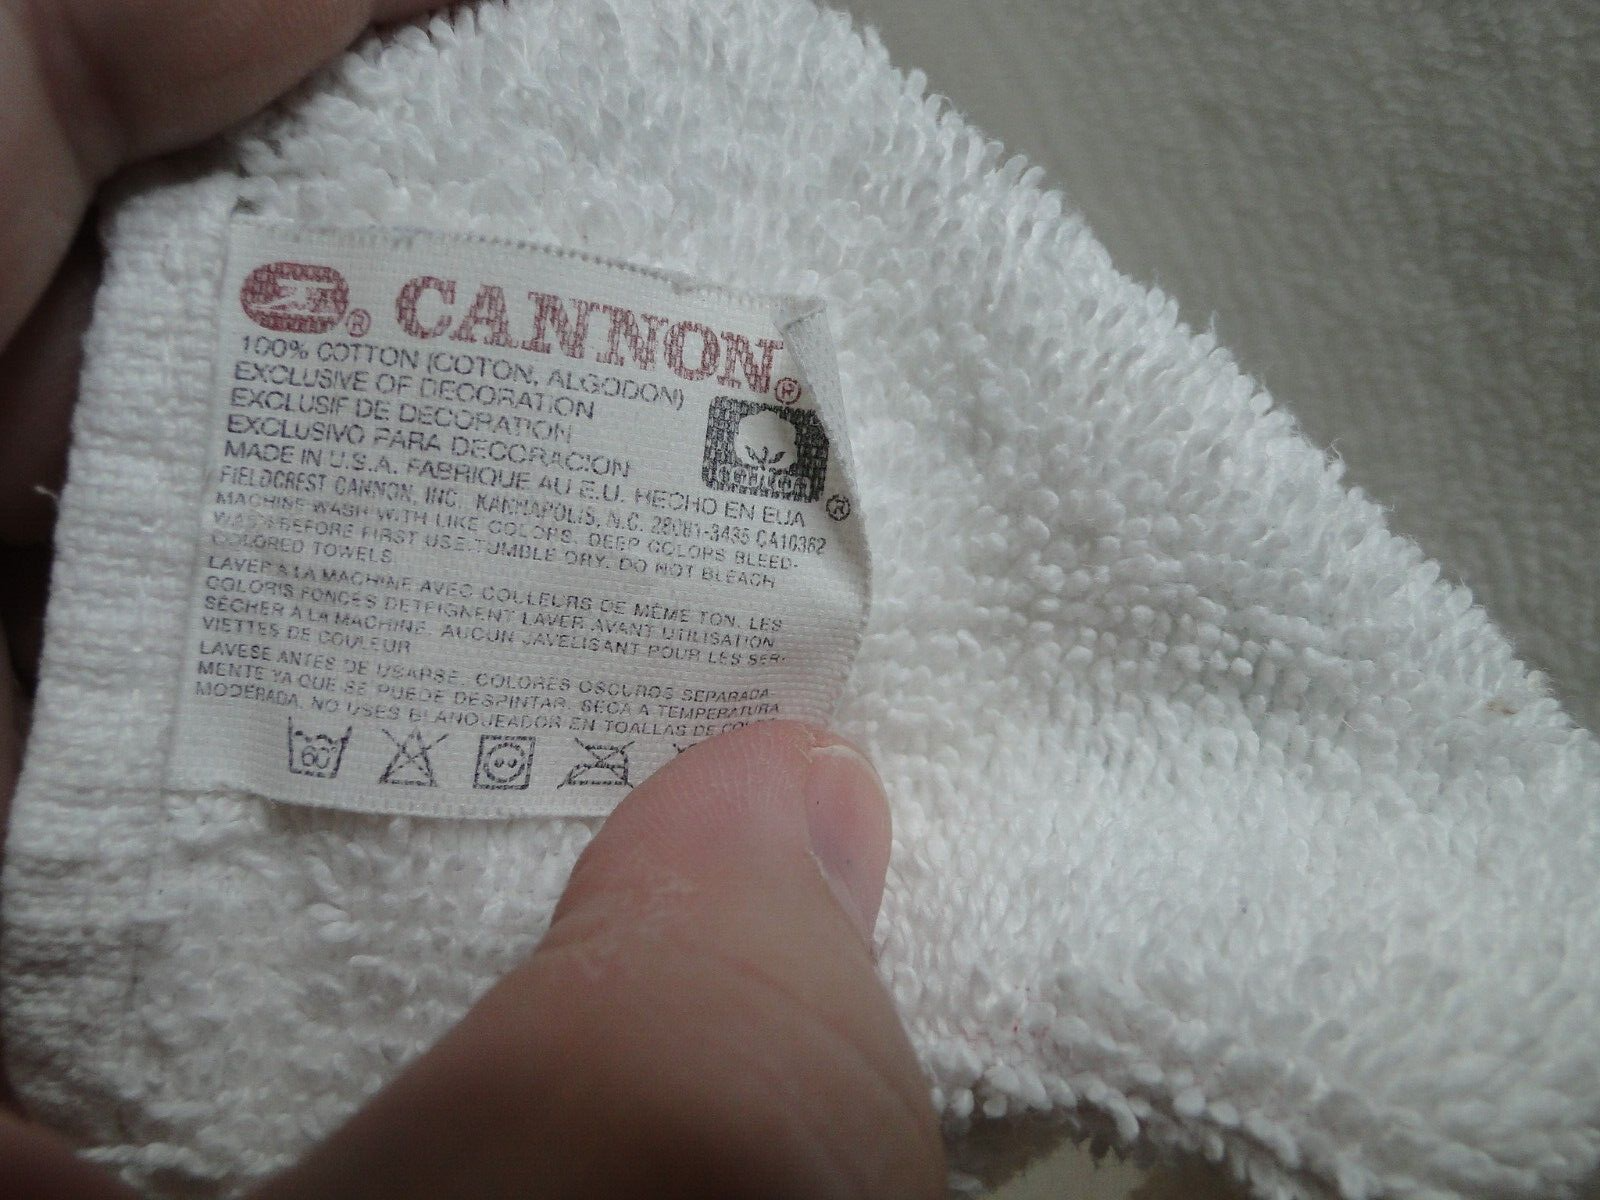 ® CANNON®
100% COTTON (COTON, ALGODON)
EXCLUSIVE OF DECORATION
EXCLUSIF DE DECORATION
EXCLUSIVO PARA DECORACION
MADE IN U.S.A. FABRIQUE AU E.U. HECHO EN EUA ®
FIELDCREST CANNON, INC. KANNAPOLIS, N.C. 28081-3435 CA10362
MACHINE WASH WITH LIKE COLORS. DEEP COLORS BLEED-
WASH BEFORE FIRST USE.TUMBLE DRY. DO NOT BLEACH
COLORED TOWELS.
LAVER A LA MACHINE AVEC COULEURS DE MÊME TON. LES
COLORIS FONCES DETEIGNENT LAVER AVANT UTILISATION
SECHER A LA MACHINE. AUCUN JAVELISANT POUR LES SER-
VIETTES DE COULEUR
LAVESE ANTES DE USARSE. COLORES OSCUROS SEPARADA-
MENTE YA QUE SE PUEDE DESPINTAR. SECA A TEMPERATURA
MODERADA. NO USES BLANQUEADOR EN TOALLAS DE
60°